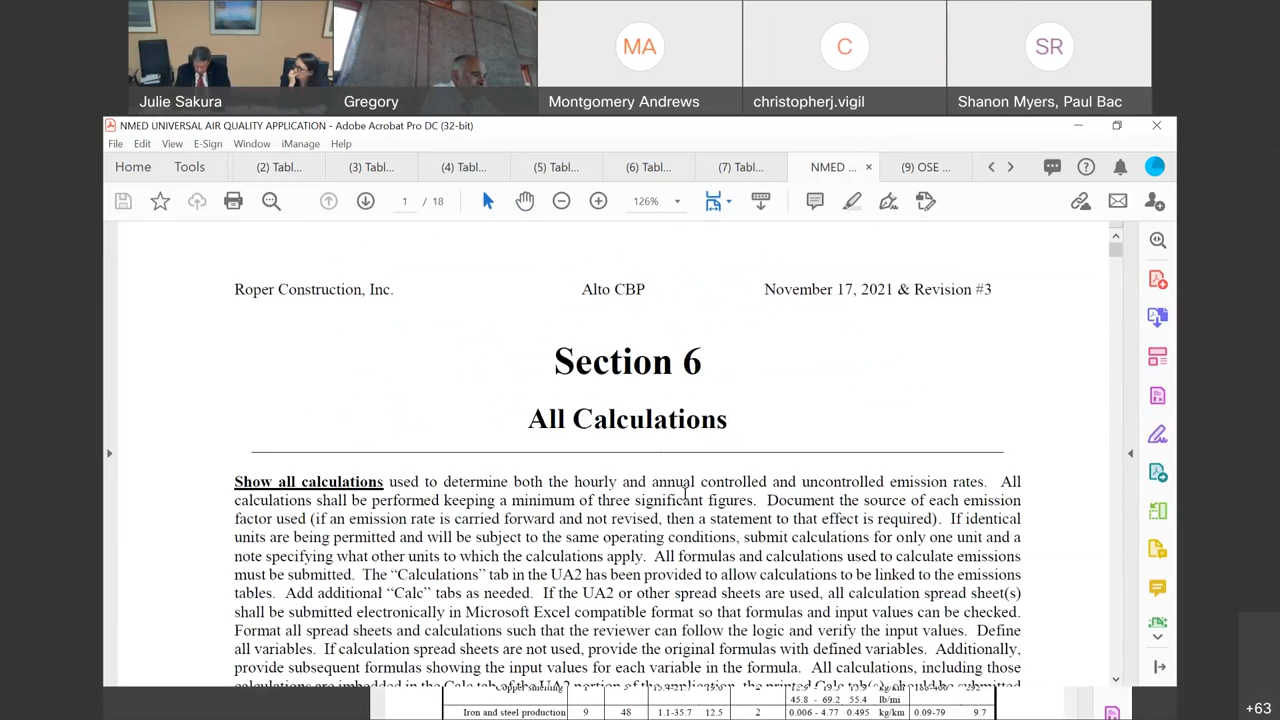 MA
C
SR
Julie Sakura
Gregory
Montgomery Andrews
christopherj.vigil
Shanon Myers, Paul Bac
NMED UNIVERSAL AIR QUALITY APPLICATION - Adobe Acrobat Pro DC (32-bit)
File Edit View E-Sign Window iManage Help
Home Tools (2) Tabl... (3) Tabl... (4) Tabl... (5) Tabl... (6) Tabl... (7) Tabl... NMED ... × (9) OSE ...
1 / 18 126%
Roper Construction, Inc. Alto CBP November 17, 2021 & Revision #3
Section 6
All Calculations
Show all calculations used to determine both the hourly and annual controlled and uncontrolled emission rates. All
calculations shall be performed keeping a minimum of three significant figures. Document the source of each emission
factor used (if an emission rate is carried forward and not revised, then a statement to that effect is required). If identical
units are being permitted and will be subject to the same operating conditions, submit calculations for only one unit and a
note specifying what other units to which the calculations apply. All formulas and calculations used to calculate emissions
must be submitted. The “Calculations” tab in the UA2 has been provided to allow calculations to be linked to the emissions
tables. Add additional “Calc” tabs as needed. If the UA2 or other spread sheets are used, all calculation spread sheet(s)
shall be submitted electronically in Microsoft Excel compatible format so that formulas and input values can be checked.
Format all spread sheets and calculations such that the reviewer can follow the logic and verify the input values. Define
all variables. If calculation spread sheets are not used, provide the original formulas with defined variables. Additionally,
provide subsequent formulas showing the input values for each variable in the formula. All calculations, including those
45.8 - 69.2 55.4 lb/mi
Iron and steel production 9 48 1.1-35.7 12.5 2 0.006 - 4.77 0.495 kg/km 0.09-79 9.7
+63